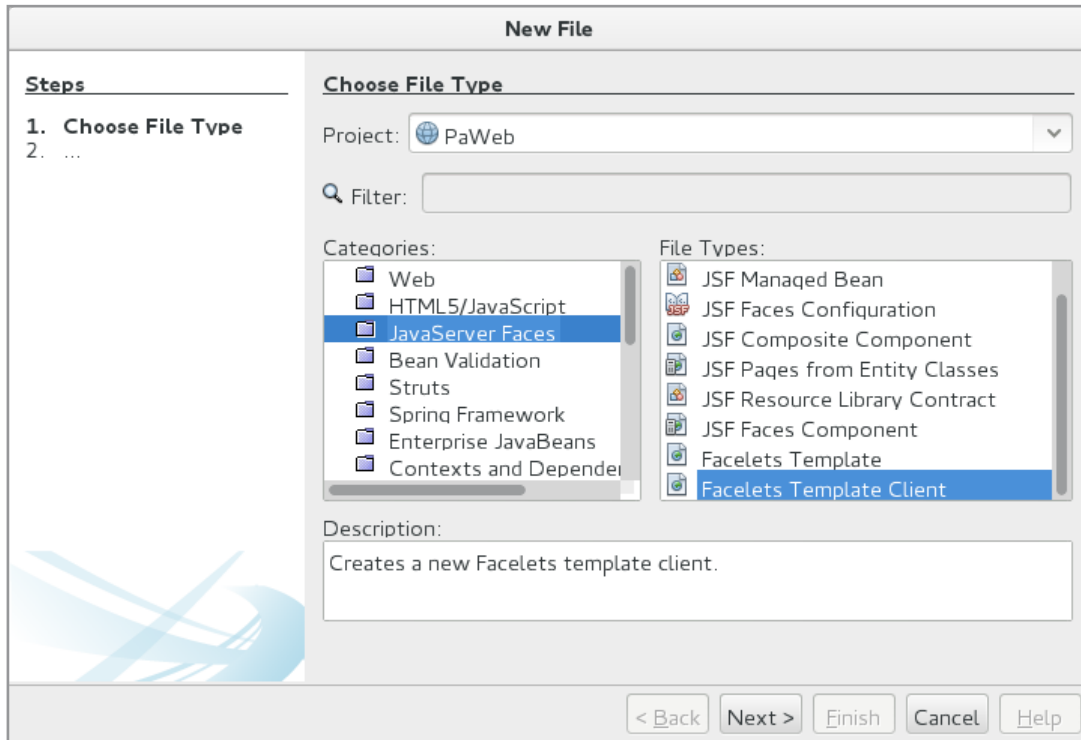 New File
Steps
1. Choose File Type
2. ...
Choose File Type
Project: PaWeb
Filter:
Categories:
Web
HTML5/JavaScript
JavaServer Faces
Bean Validation
Struts
Spring Framework
Enterprise JavaBeans
Contexts and Depender
File Types:
JSF Managed Bean
JSF Faces Configuration
JSF Composite Component
JSF Pages from Entity Classes
JSF Resource Library Contract
JSF Faces Component
Facelets Template
Facelets Template Client
Description:
Creates a new Facelets template client.
< Back Next > Finish Cancel Help